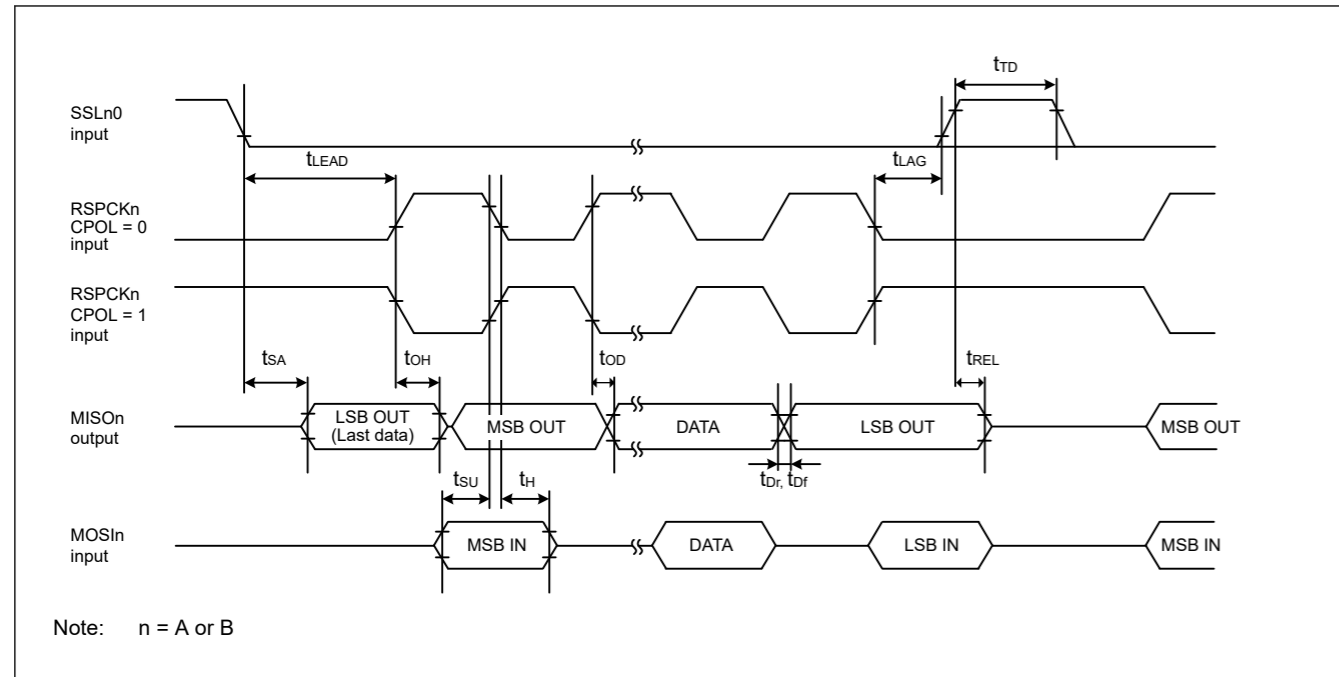 tTD
SSLn0
input
tLEAD
tLAG
RSPCKn
CPOL = 0
input
RSPCKn
CPOL = 1
input
tSA
tOH
tOD
tREL
MISOn
output
LSB OUT
(Last data)
MSB OUT
DATA
LSB OUT
MSB OUT
tSU
tH
tDr, tDf
MOSIn
input
MSB IN
DATA
LSB IN
MSB IN
Note: n = A or B